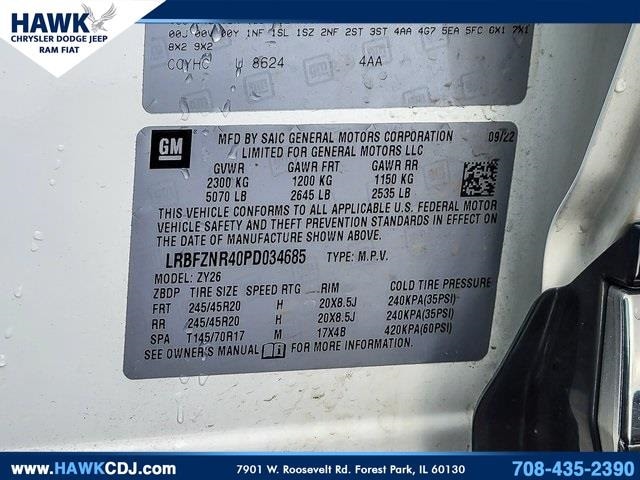 HAWK
CHRYSLER DODGE JEEP
RAM FIAT
00J 00V 00Y 1NF 1SL 1SZ 2NF 2ST 3ST 4AA 4G7 5EA 5FC GX1 7X1
8X2 9X2
W 8624 4AA
GM
MFD BY SAIC GENERAL MOTORS CORPORATION 09/22
LIMITED FOR GENERAL MOTORS LLC
GVWR GAWR FRT GAWR RR
2300 KG 1200 KG 1150 KG
5070 LB 2645 LB 2535 LB
THIS VEHICLE CONFORMS TO ALL APPLICABLE U.S. FEDERAL MOTOR
VEHICLE SAFETY AND THEFT PREVENTION STANDARDS IN EFFECT ON
THE DATE OF MANUFACTURE SHOWN ABOVE.
LRBFZNR40PD034685 TYPE: M.P.V.
MODEL: ZY26
ZBDP TIRE SIZE SPEED RTG RIM COLD TIRE PRESSURE
FRT 245/45R20 H 20X8.5J 240KPA(35PSI)
RR 245/45R20 H 20X8.5J 240KPA(35PSI)
SPA T145/70R17 M 17X4B 420KPA(60PSI)
SEE OWNER'S MANUAL FOR MORE INFORMATION.
www.HAWKCDJ.com
7901 W. Roosevelt Rd. Forest Park, IL 60130
708-435-2390